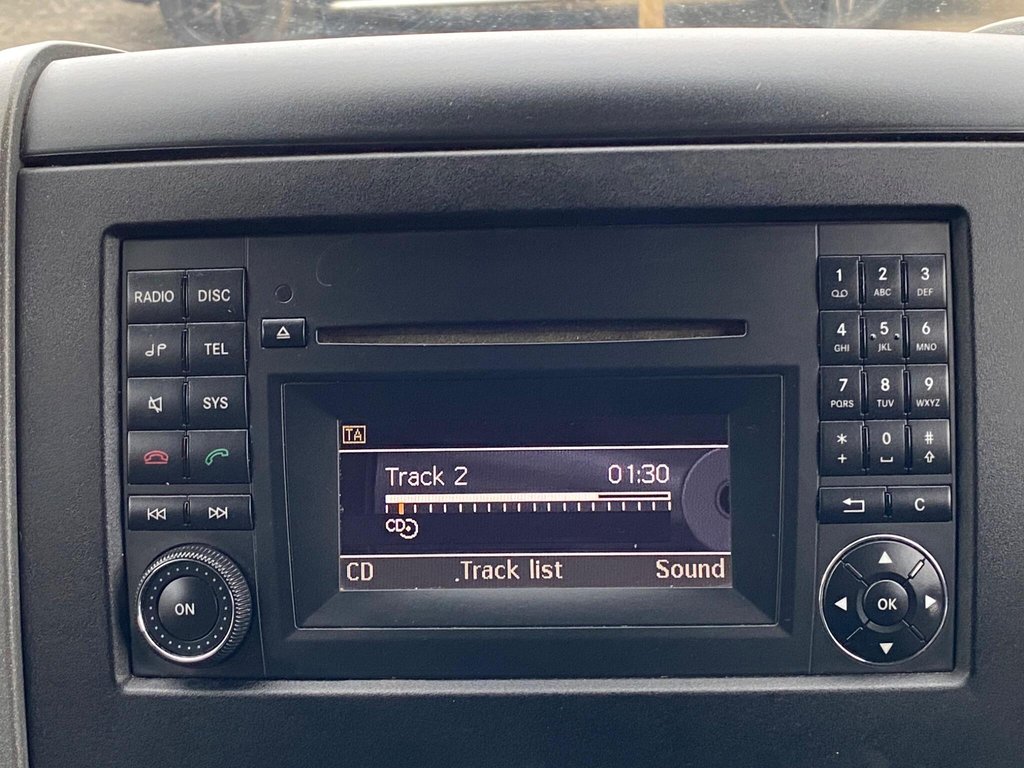 RADIO DISC
TEL
SYS
ON
TA
Track 2 01:30
CD
CD Track list Sound
1 2 ABC 3 DEF
4 GHI 5 JKL 6 MNO
7 PQRS 8 TUV 9 WXYZ
* + 0 #
C
OK